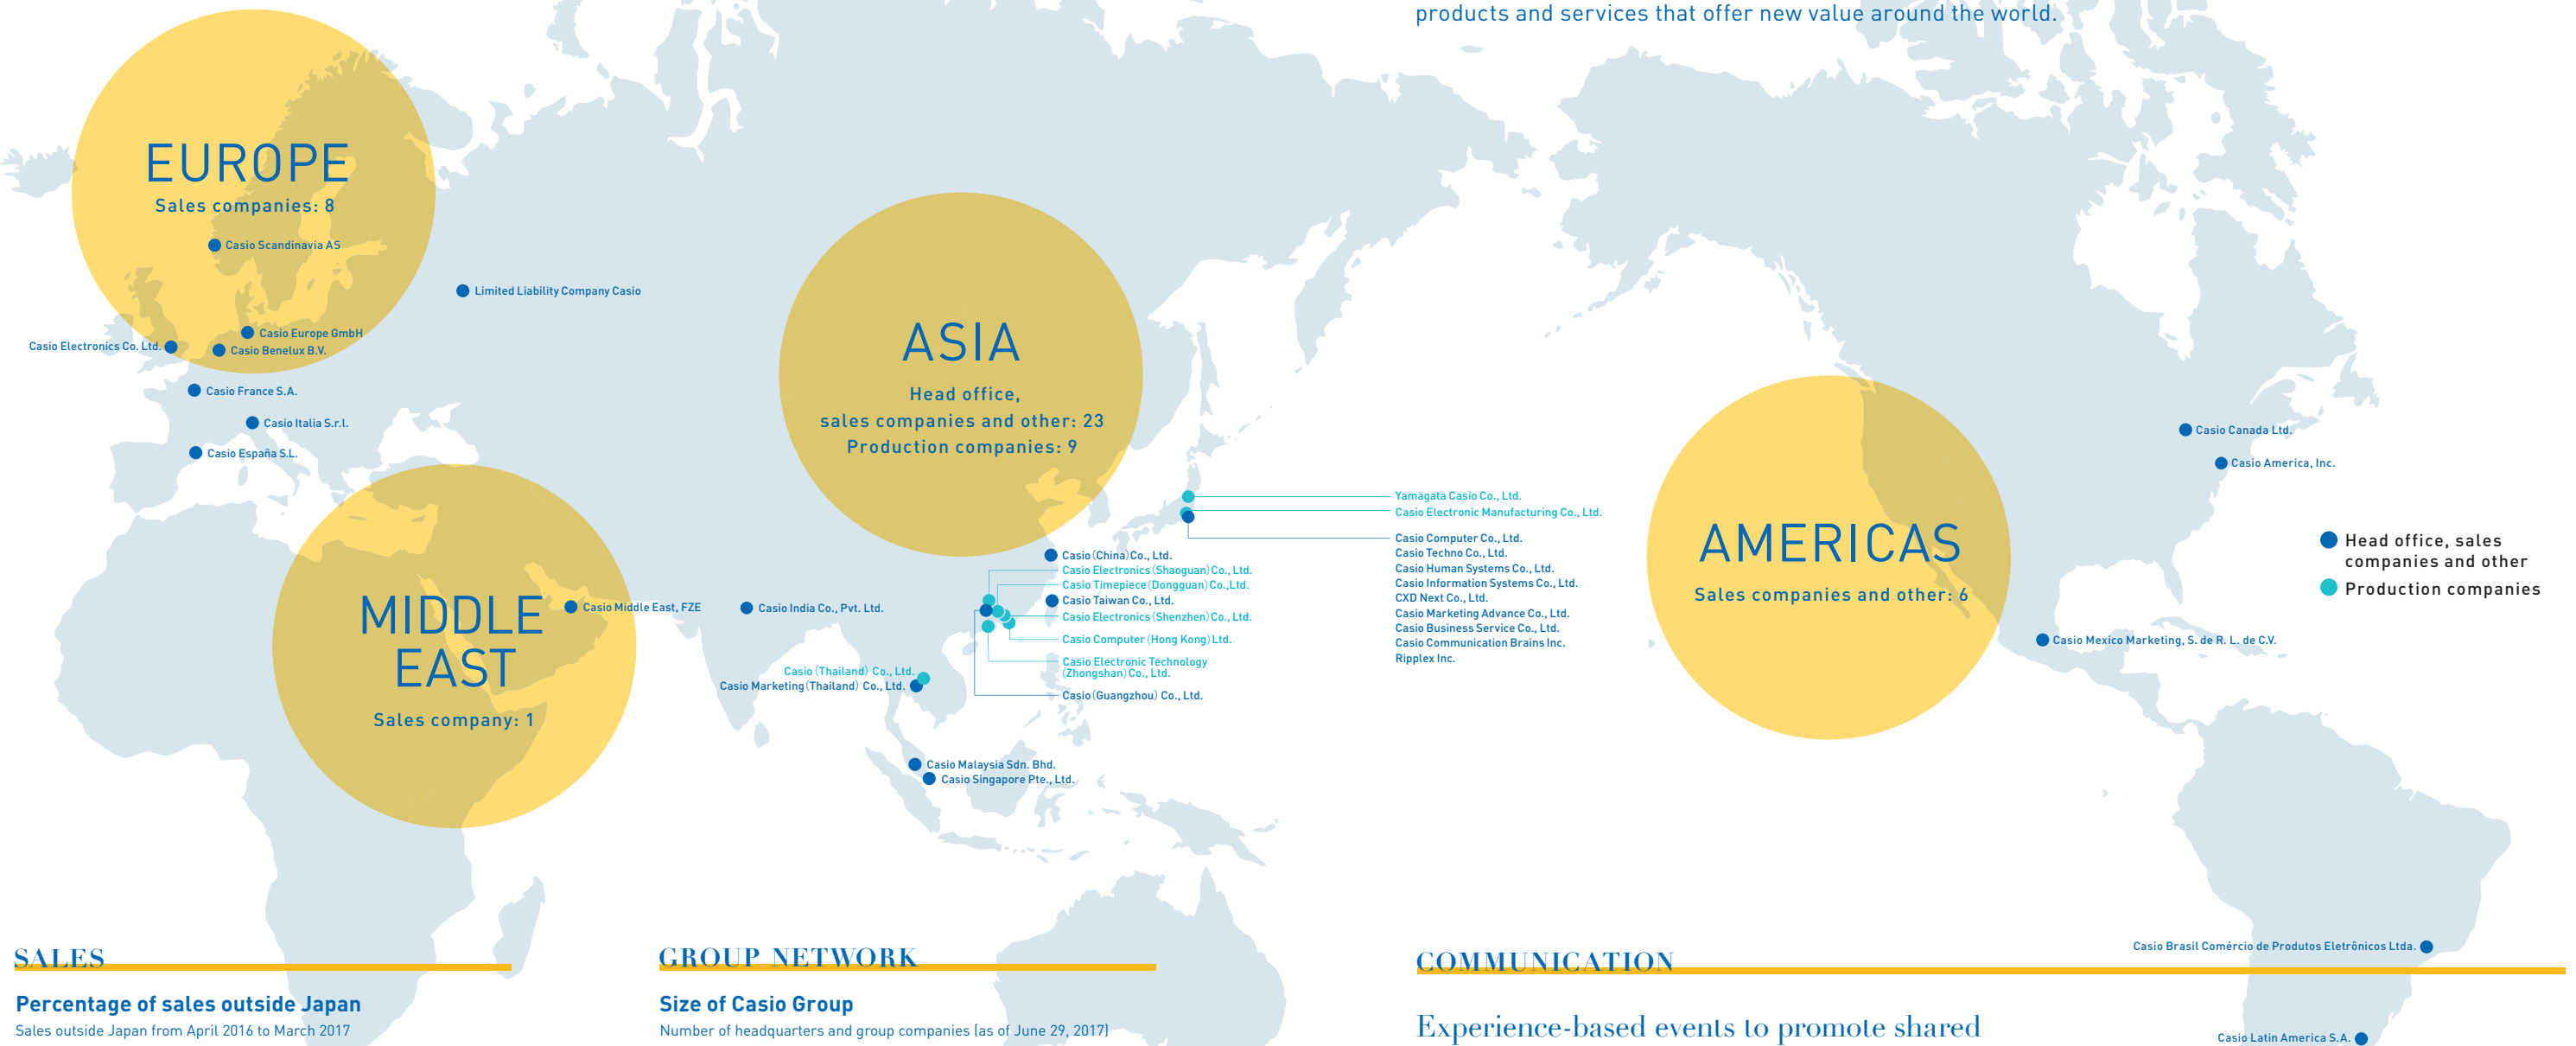 products and services that offer new value around the world.
EUROPE
Sales companies: 8
Casio Scandinavia AS
Limited Liability Company Casio
Casio Europe GmbH
Casio Electronics Co. Ltd.
Casio Benelux B.V.
Casio France S.A.
Casio Italia S.r.l.
Casio España S.L.
MIDDLE
EAST
Sales company: 1
Casio Middle East, FZE
ASIA
Head office,
sales companies and other: 23
Production companies: 9
Casio India Co., Pvt. Ltd.
Casio (Thailand) Co., Ltd.
Casio Marketing (Thailand) Co., Ltd.
Casio Malaysia Sdn. Bhd.
Casio Singapore Pte., Ltd.
Casio (China) Co., Ltd.
Casio Electronics (Shaoguan) Co., Ltd.
Casio Timepiece (Dongguan) Co., Ltd.
Casio Taiwan Co., Ltd.
Casio Electronics (Shenzhen) Co., Ltd.
Casio Computer (Hong Kong) Ltd.
Casio Electronic Technology
(Zhongshan) Co., Ltd.
Casio (Guangzhou) Co., Ltd.
Yamagata Casio Co., Ltd.
Casio Electronic Manufacturing Co., Ltd.
Casio Computer Co., Ltd.
Casio Techno Co., Ltd.
Casio Human Systems Co., Ltd.
Casio Information Systems Co., Ltd.
CXD Next Co., Ltd.
Casio Marketing Advance Co., Ltd.
Casio Business Service Co., Ltd.
Casio Communication Brains Inc.
Ripplex Inc.
AMERICAS
Sales companies and other: 6
Casio Canada Ltd.
Casio America, Inc.
Casio Mexico Marketing, S. de R. L. de C.V.
Casio Brasil Comércio de Produtos Eletrônicos Ltda.
Casio Latin America S.A.
Head office, sales
companies and other
Production companies
SALES
Percentage of sales outside Japan
Sales outside Japan from April 2016 to March 2017
GROUP NETWORK
Size of Casio Group
Number of headquarters and group companies (as of June 29, 2017)
COMMUNICATION
Experience-based events to promote shared